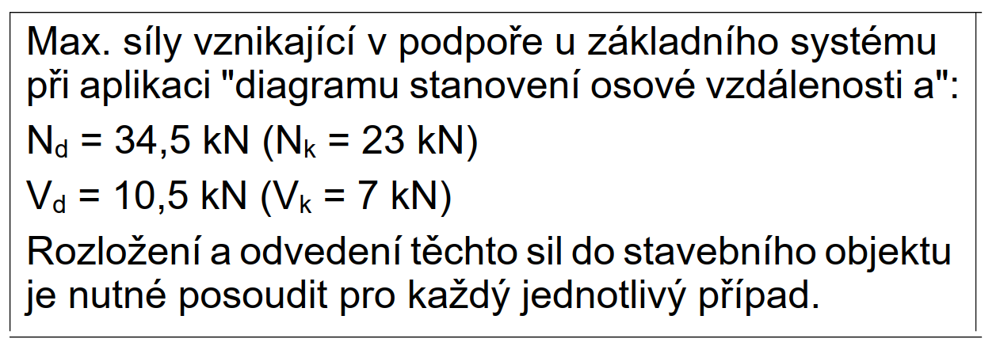 Max. síly vznikající v podpoře u základního systému
při aplikaci "diagramu stanovení osové vzdálenosti a":
Nd = 34,5 kN (Nk = 23 kN)
Vd = 10,5 kN (Vk = 7 kN)
Rozložení a odvedení těchto sil do stavebního objektu
je nutné posoudit pro každý jednotlivý případ.